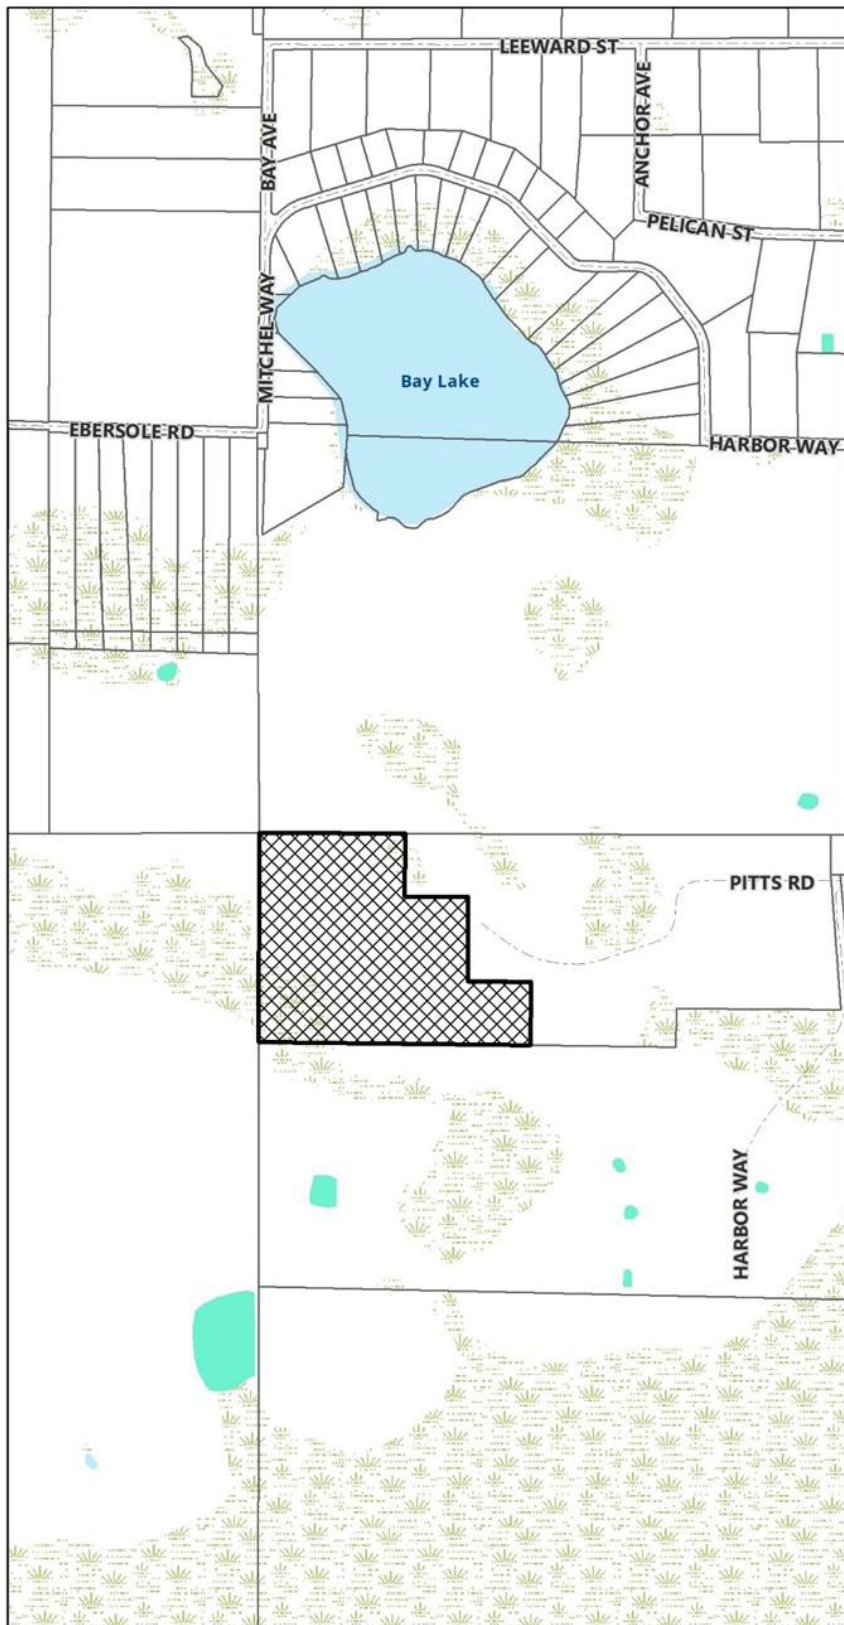 LEEWARD ST
BAY AVE
ANCHOR AVE
PELICAN ST
MITCHEL WAY
Bay Lake
EBERSOLE RD
HARBOR WAY
PITTS RD
HARBOR WAY